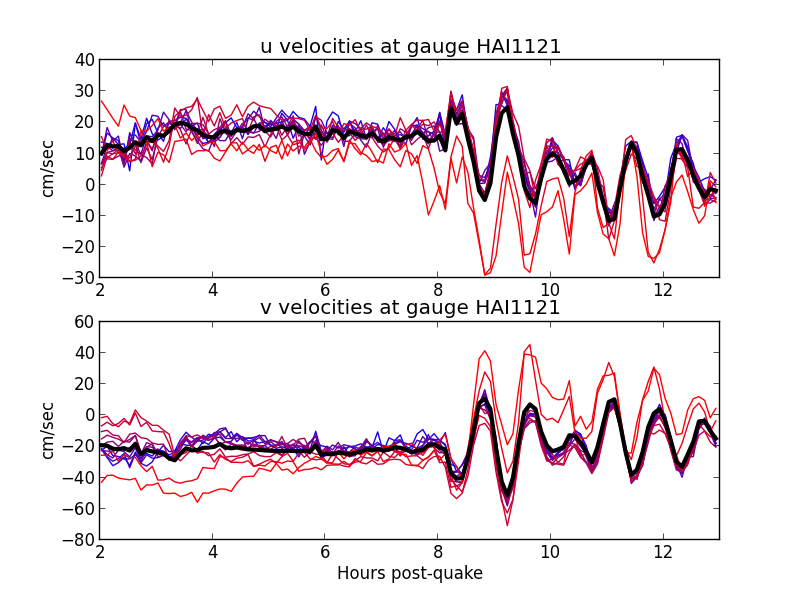 u velocities at gauge HAI1121
40
30
20
10
0
−10
−20
−30
cm/sec
2 4 6 8 10 12
v velocities at gauge HAI1121
60
40
20
0
−20
−40
−60
−80
cm/sec
2 4 6 8 10 12
Hours post-quake